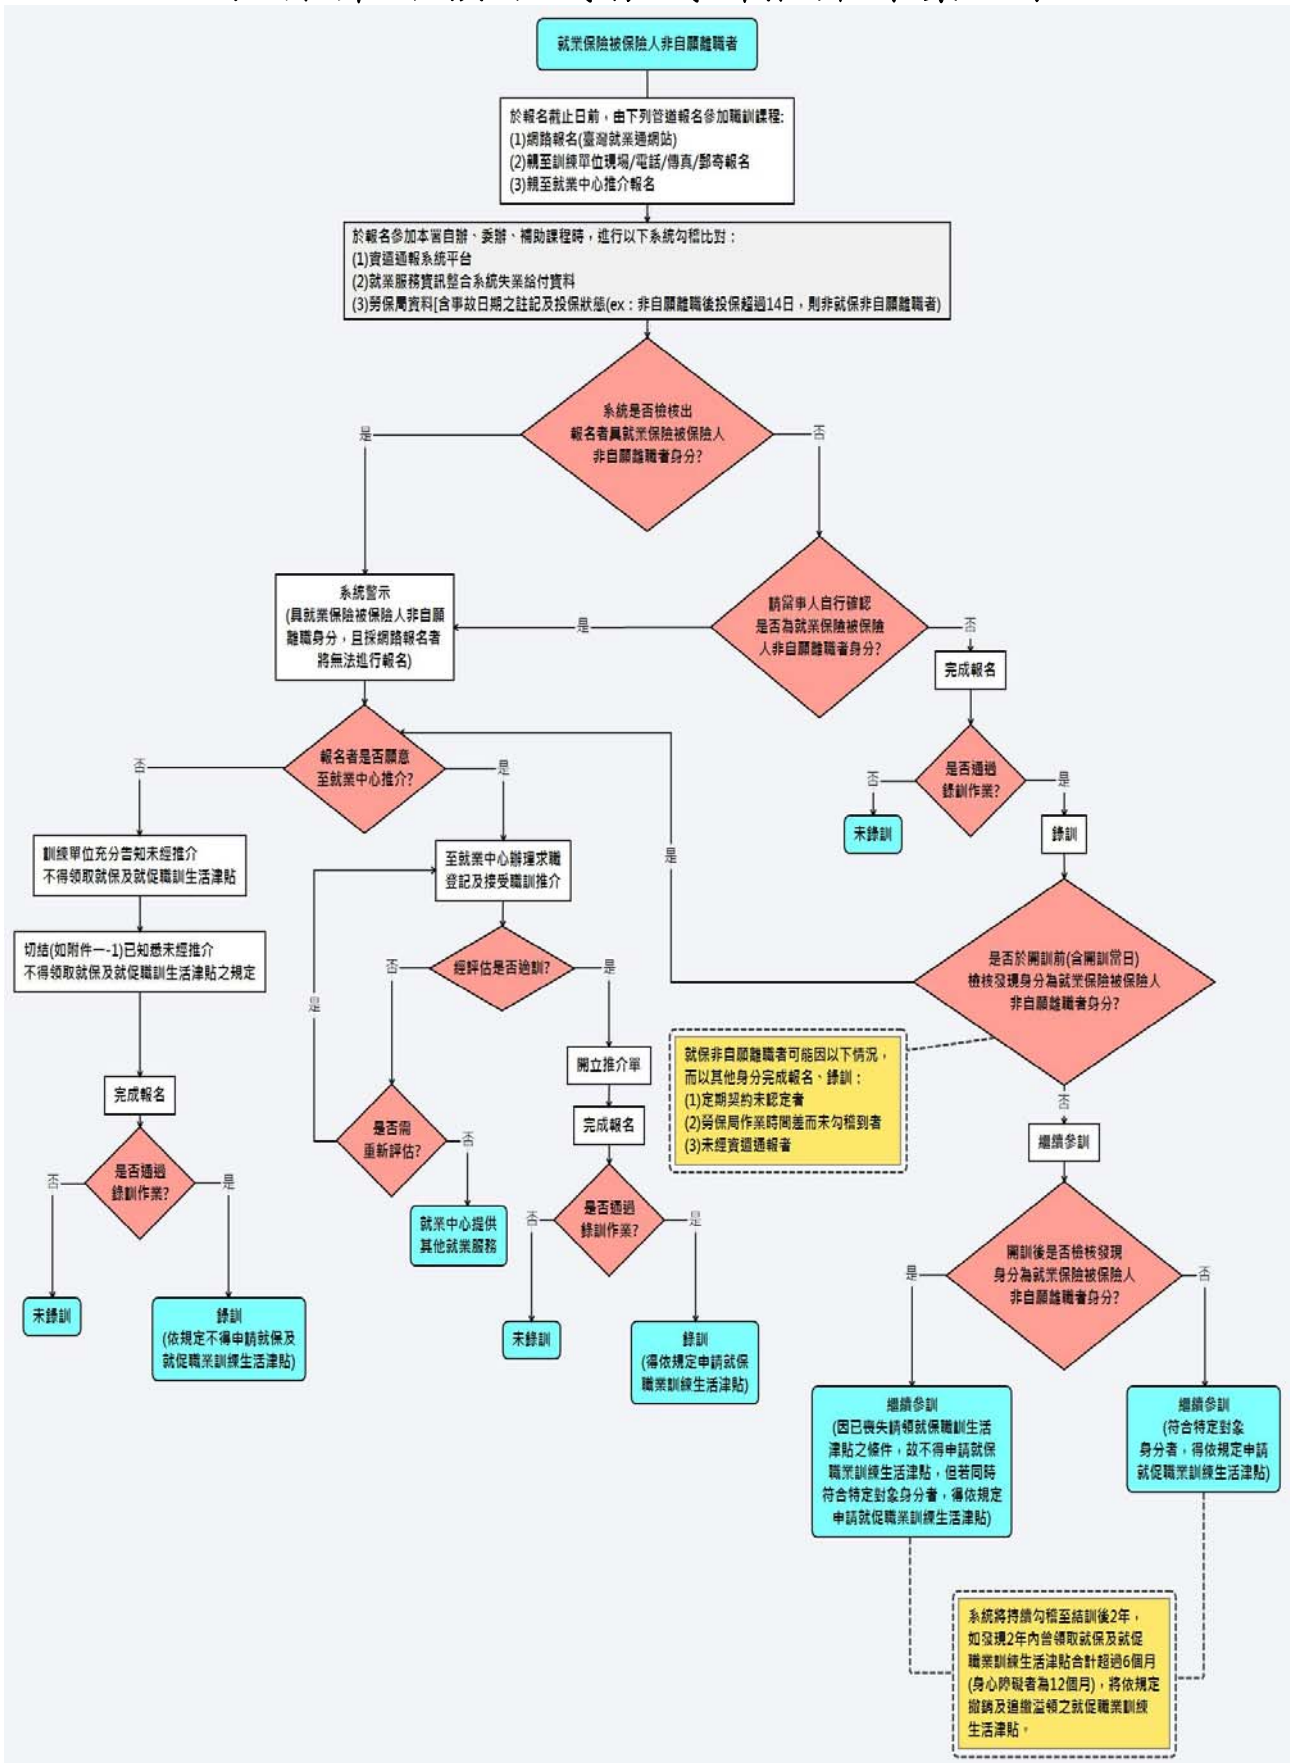 就業保險被保險人非自願離職者
於報名截止日前，由下列管道報名參加職訓課程:
(1)網路報名(臺灣就業通網站)
(2)親至訓練單位現場/電話/傳真/郵寄報名
(3)親至就業中心推介報名
於報名參加本署自辦、委辦、補助課程時，進行以下系統勾稽比對：
(1)資遣通報系統平台
(2)就業服務資訊整合系統失業給付資料
(3)勞保局資料[含事故日期之註記及投保狀態(ex：非自願離職後投保超過14日，則非就保非自願離職者)
系統是否檢核出
報名者具就業保險被保險人
非自願離職者身分?
是
否
系統警示
(具就業保險被保險人非自願
離職身分，且採網路報名者
將無法進行報名)
是
請當事人自行確認
是否為就業保險被保險
人非自願離職者身分?
否
完成報名
是否通過
錄訓作業?
否
是
未錄訓
錄訓
報名者是否願意
至就業中心推介?
否
是
訓練單位充分告知未經推介
不得領取就保及就促職訓生活津貼
切結(如附件一-1)已知悉未經推介
不得領取就保及就促職訓生活津貼之規定
完成報名
是否通過
錄訓作業?
否
是
未錄訓
錄訓
(依規定不得申請就保及
就促職業訓練生活津貼)
至就業中心辦理求職
登記及接受職訓推介
經評估是否適訓?
否
是
是
是否需
重新評估?
否
就業中心提供
其他就業服務
開立推介單
完成報名
是否通過
錄訓作業?
否
是
未錄訓
錄訓
(得依規定申請就保
職業訓練生活津貼)
是
是否於開訓前(含開訓當日)
檢核發現身分為就業保險被保險人
非自願離職者身分?
就保非自願離職者可能因以下情況，
而以其他身分完成報名、錄訓：
(1)定期契約未認定者
(2)勞保局作業時間差而未勾稽到者
(3)未經資遣通報者
否
繼續參訓
開訓後是否檢核發現
身分為就業保險被保險人
非自願離職者身分?
是
否
繼續參訓
(因已喪失請領就保職訓生活
津貼之條件，故不得申請就保
職業訓練生活津貼，但若同時
符合特定對象身分者，得依規定
申請就促職業訓練生活津貼)
繼續參訓
(符合特定對象
身分者，得依規定申請
就促職業訓練生活津貼)
系統將持續勾稽至結訓後2年，
如發現2年內曾領取就保及就促
職業訓練生活津貼合計超過6個月
(身心障礙者為12個月)，將依規定
撤銷及追繳溢領之就促職業訓練
生活津貼。